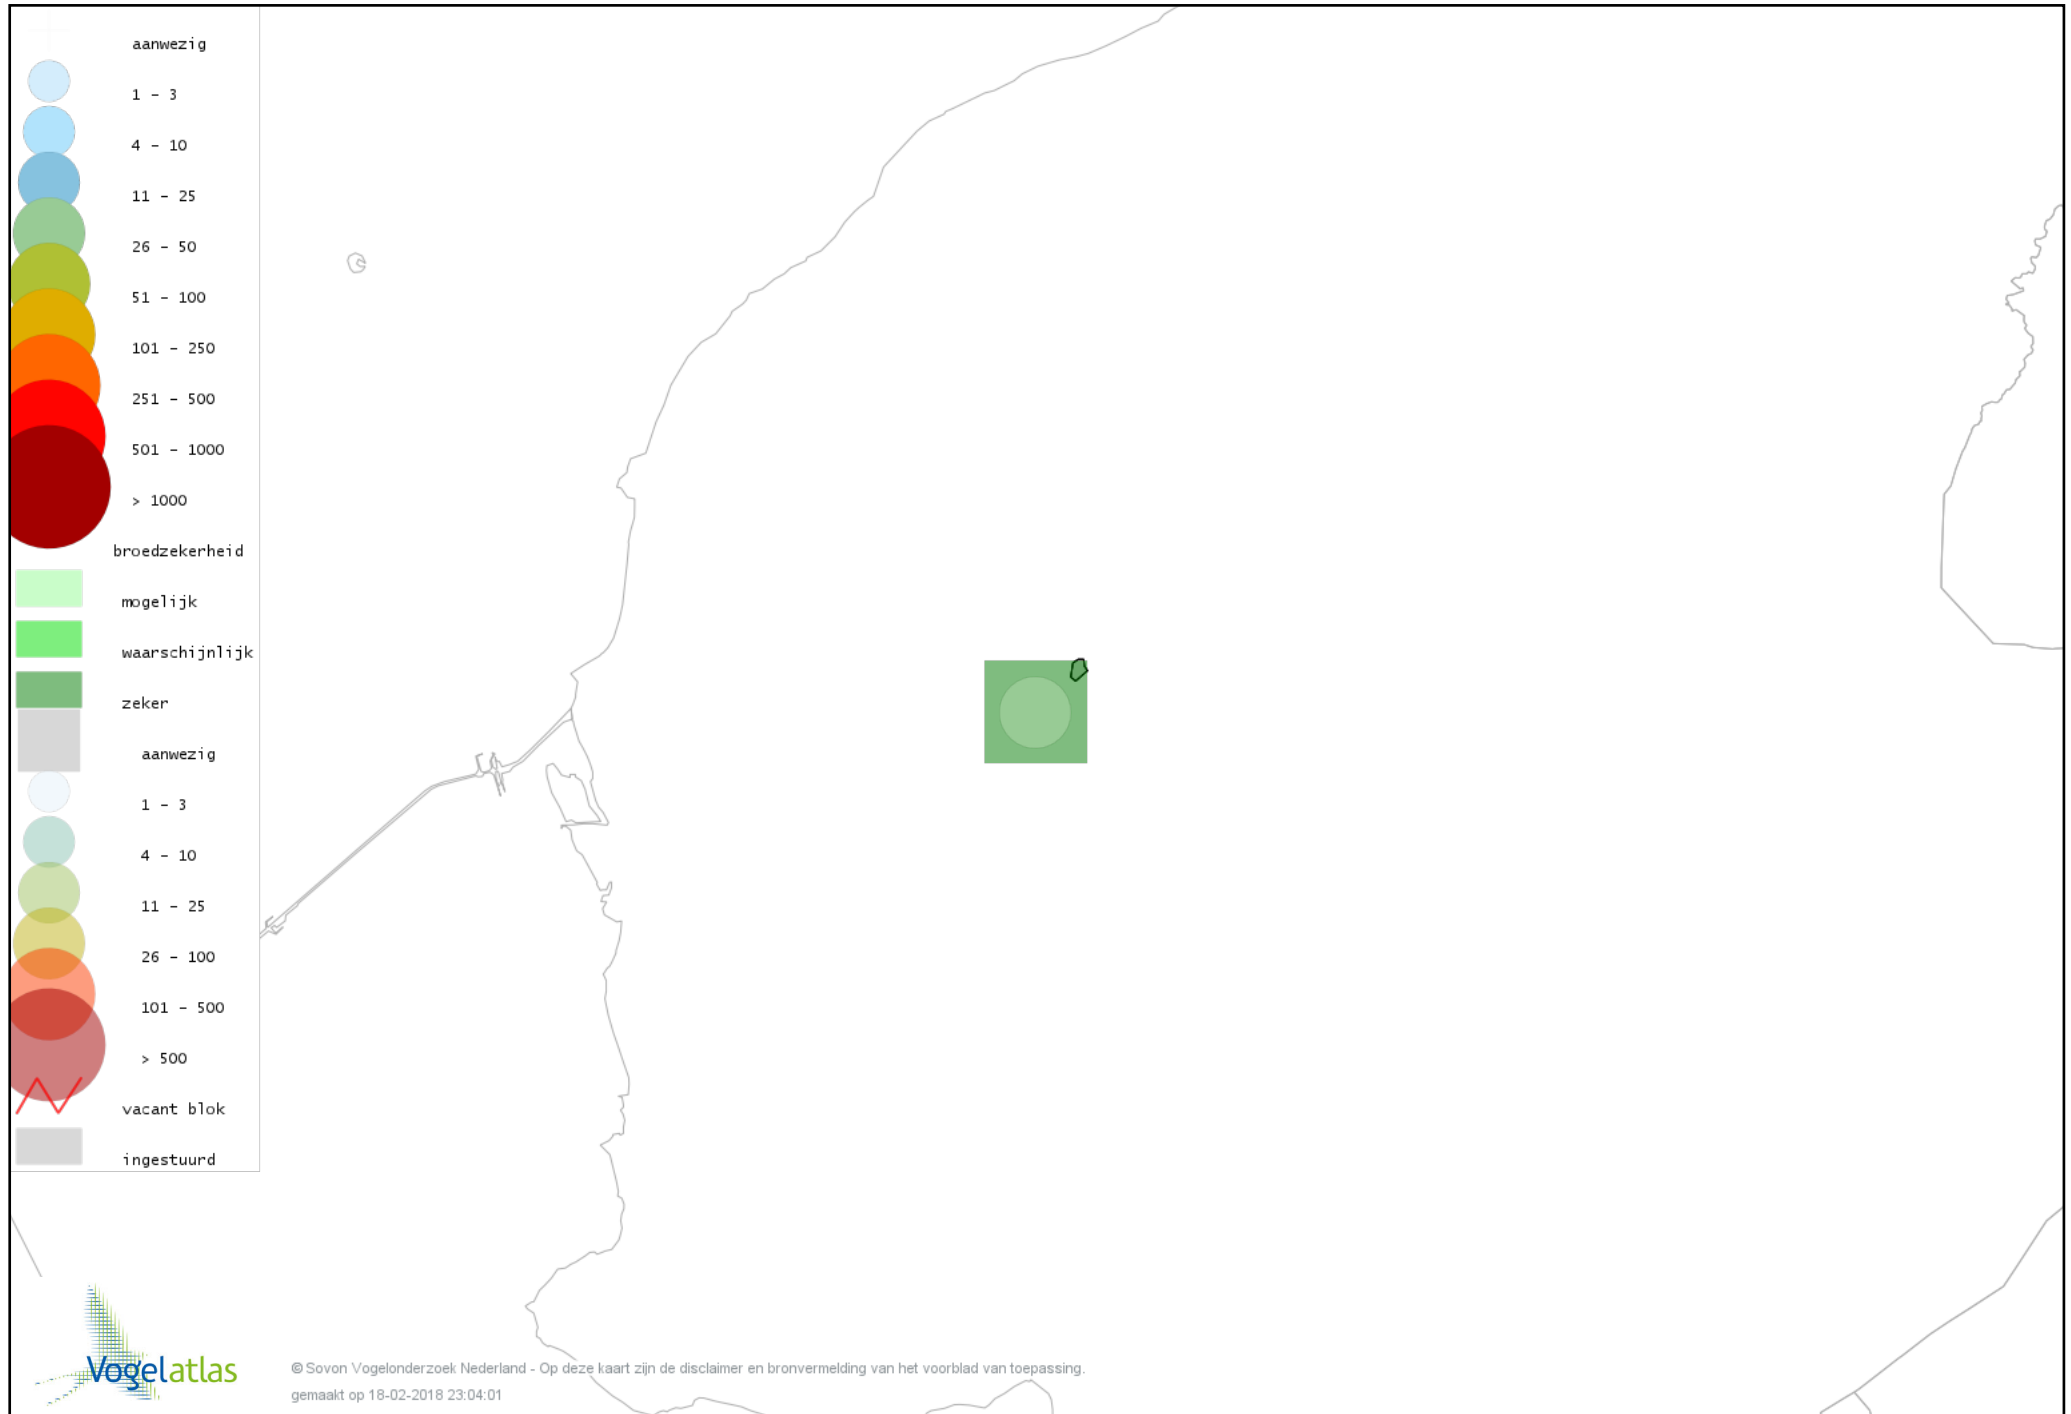 aanwezig
1 - 3
4 - 10
11 - 25
26 - 50
51 - 100
101 - 250
251 - 500
501 - 1000
> 1000
broedzekerheid
mogelijk
waarschijnlijk
zeker
aanwezig
1 - 3
4 - 10
11 - 25
26 - 100
101 - 500
> 500
vacant blok
ingestuurd
Vogelatlas
© Sovon Vogelonderzoek Nederland - Op deze kaart zijn de disclaimer en bronvermelding van het voorblad van toepassing.
gemaakt op 18-02-2018 23:04:01